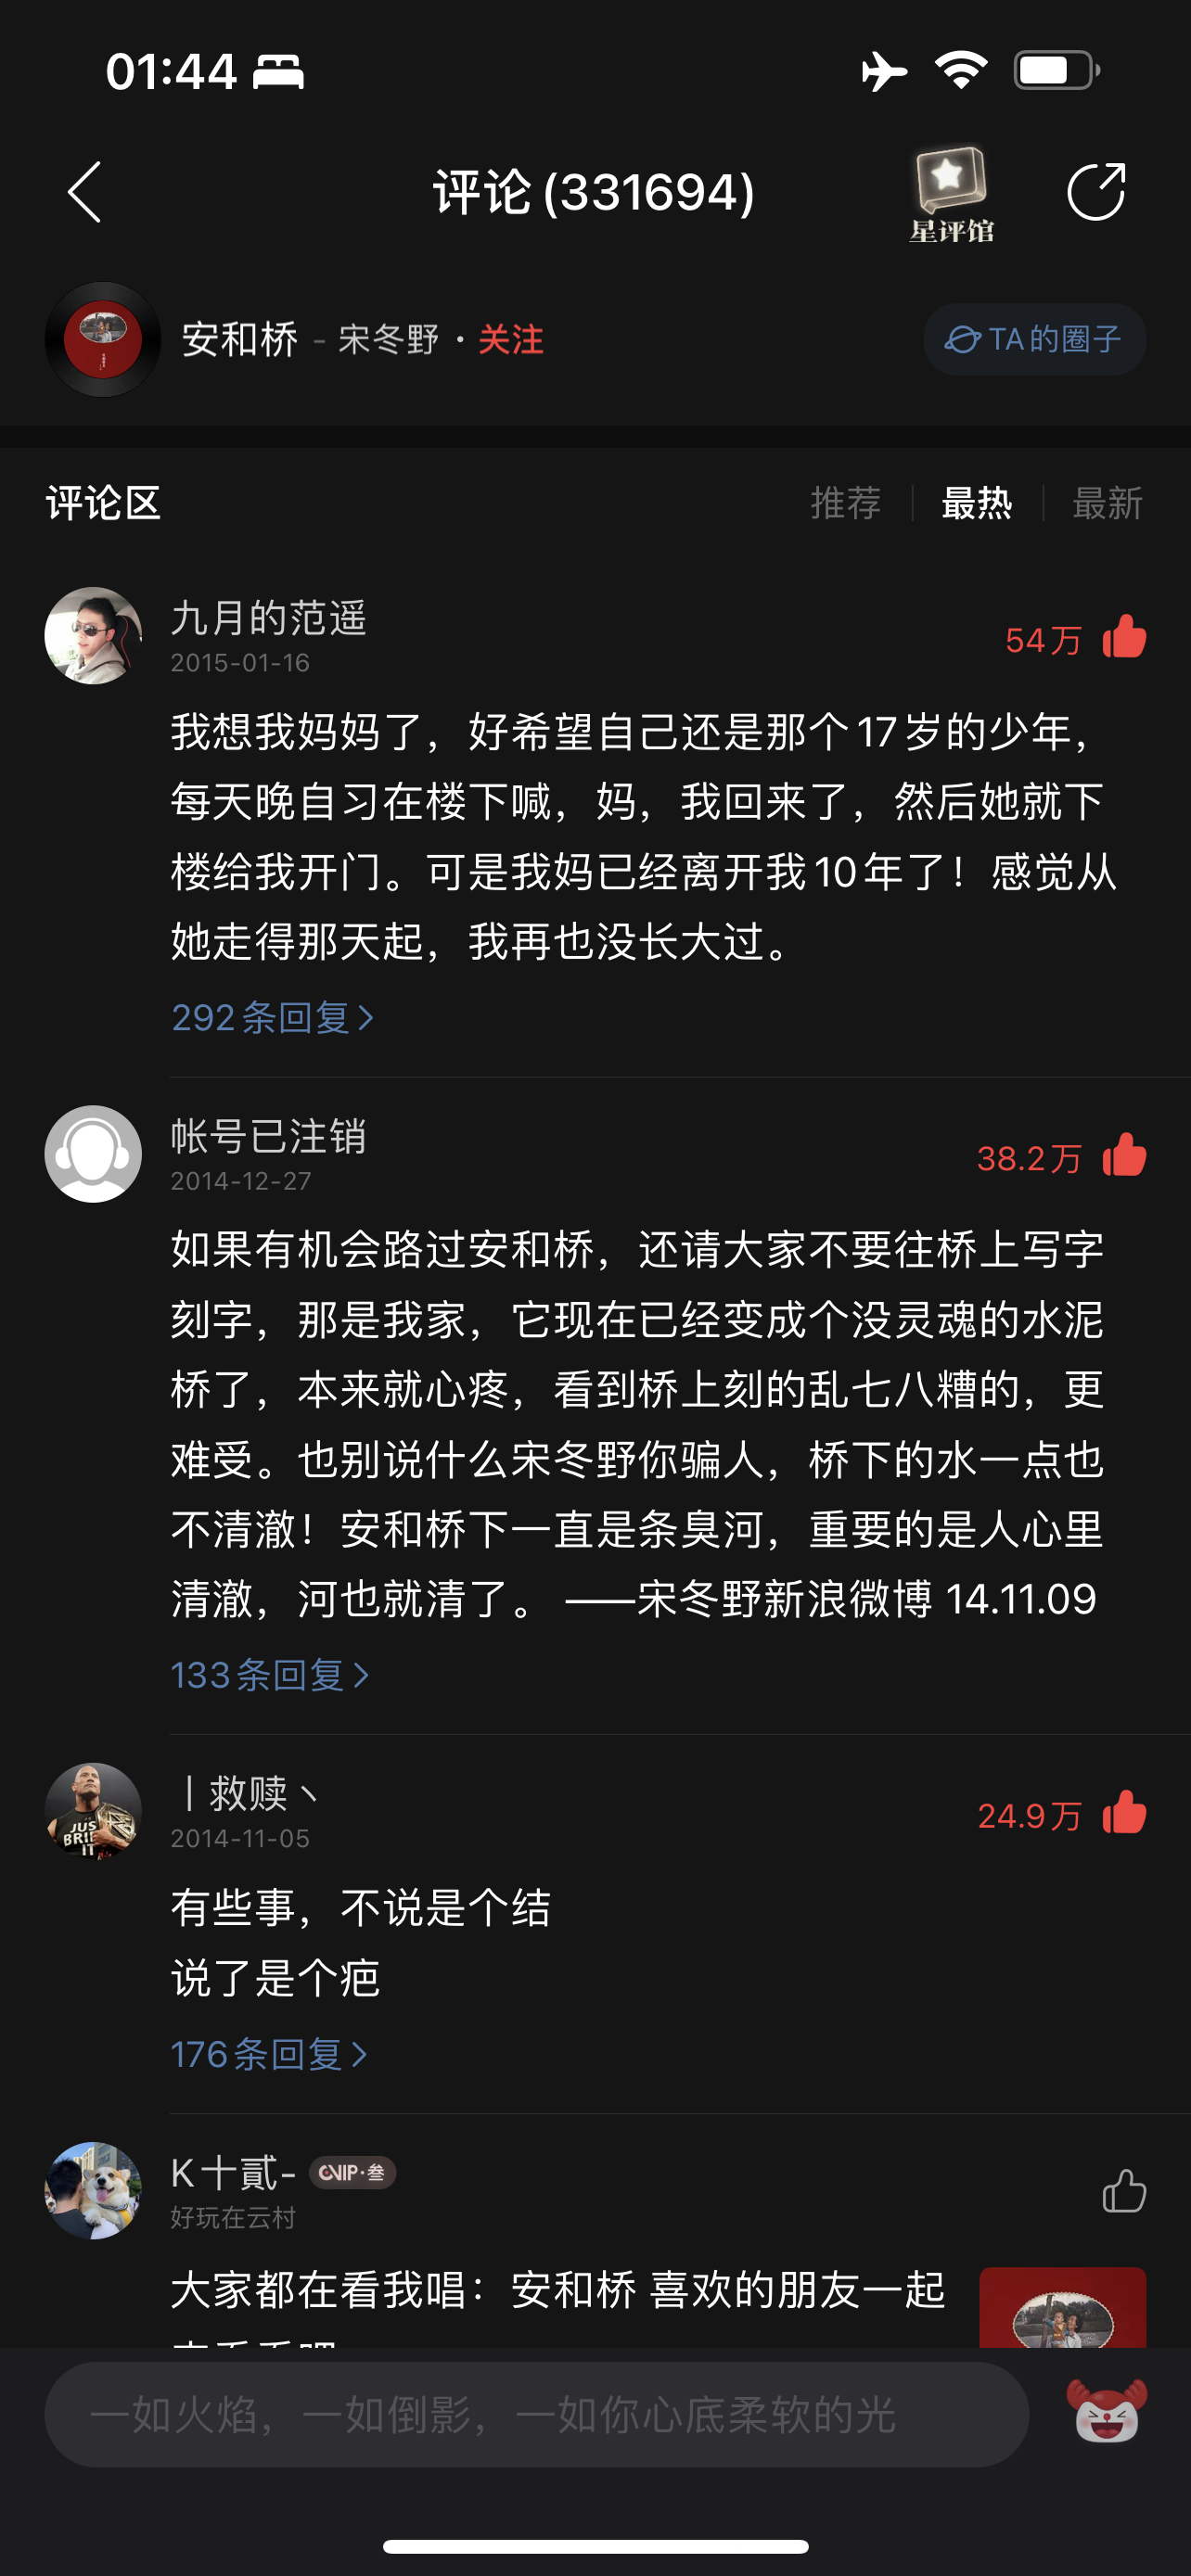 01:44
评论(331694)
星评馆
安和桥 - 宋冬野 · 关注
TA的圈子
评论区
推荐 最热 最新
九月的范遥
2015-01-16
54万
我想我妈妈了，好希望自己还是那个17岁的少年，
每天晚自习在楼下喊，妈，我回来了，然后她就下
楼给我开门。可是我妈已经离开我10年了！感觉从
她走得那天起，我再也没长大过。
292条回复>
帐号已注销
2014-12-27
38.2万
如果有机会路过安和桥，还请大家不要往桥上写字
刻字，那是我家，它现在已经变成个没灵魂的水泥
桥了，本来就心疼，看到桥上刻的乱七八糟的，更
难受。也别说什么宋冬野你骗人，桥下的水一点也
不清澈！安和桥下一直是条臭河，重要的是人心里
清澈，河也就清了。 ——宋冬野新浪微博 14.11.09
133条回复>
丨救赎丶
2014-11-05
24.9万
JUS
BRI
IT
有些事，不说是个结
说了是个疤
176条回复>
K十貳-
VIP·叁
好玩在云村
大家都在看我唱：安和桥 喜欢的朋友一起
一如火焰，一如倒影，一如你心底柔软的光